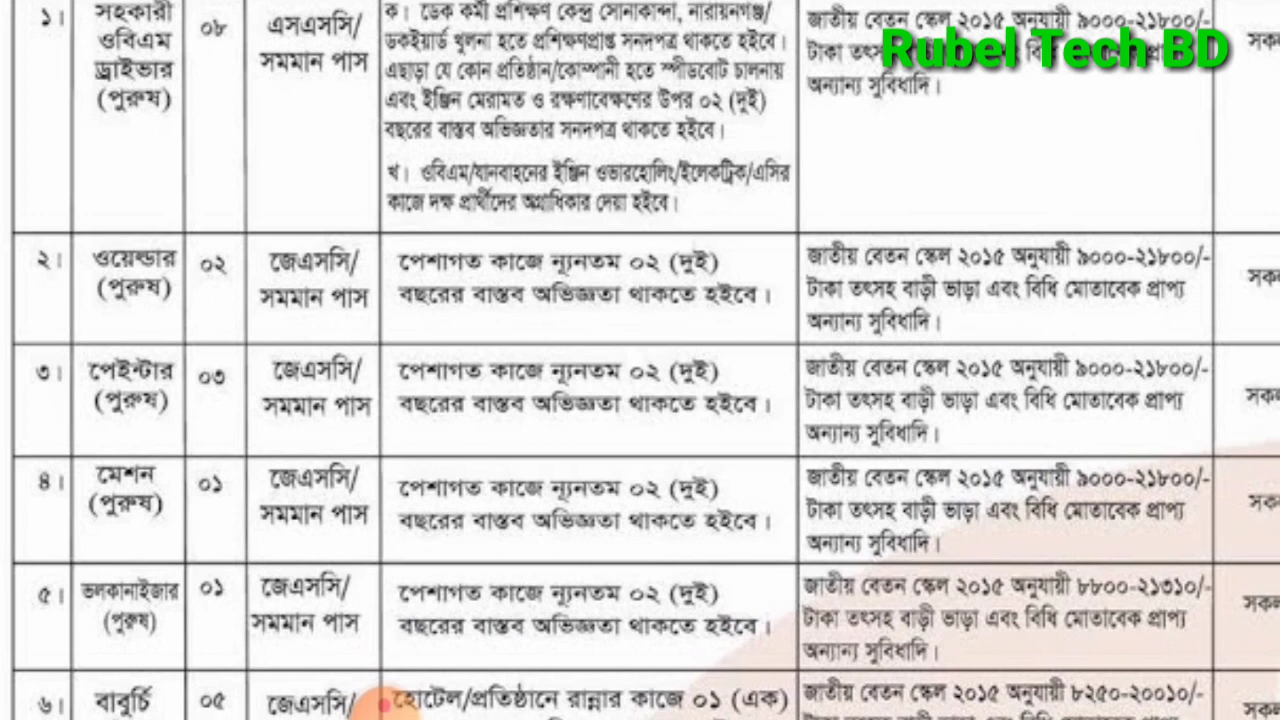 Rubel Tech BD
১।
সহকারী
ওবিএম
ড্রাইভার
(পুরুষ)
০৮
এসএসসি/
সমমান পাস
ক। ডেক কর্মী প্রশিক্ষণ কেন্দ্র সোনাকান্দা, নারায়নগঞ্জ/
ডকইয়ার্ড খুলনা হতে প্রশিক্ষণপ্রাপ্ত সনদপত্র থাকতে হইবে।
এছাড়া যে কোন প্রতিষ্ঠান/কোম্পানী হতে স্পীডবোট চালনায়
এবং ইঞ্জিন মেরামত ও রক্ষণাবেক্ষণের উপর ০২ (দুই)
বছরের বাস্তব অভিজ্ঞতার সনদপত্র থাকতে হইবে।
খ। ওবিএম/যানবাহনের ইঞ্জিন ওভারহোলিং/ইলেকট্রিক/এসির
কাজে দক্ষ প্রার্থীদের অগ্রাধিকার দেয়া হইবে।
জাতীয় বেতন স্কেল ২০১৫ অনুযায়ী ৯০০০-২১৮০০/-
টাকা তৎসহ
অন্যান্য সুবিধাদি।
২।
ওয়েল্ডার
(পুরুষ)
০২
জেএসসি/
সমমান পাস
পেশাগত কাজে ন্যূনতম ০২ (দুই)
বছরের বাস্তব অভিজ্ঞতা থাকতে হইবে।
জাতীয় বেতন স্কেল ২০১৫ অনুযায়ী ৯০০০-২১৮০০/-
টাকা তৎসহ বাড়ী ভাড়া এবং বিধি মোতাবেক প্রাপ্য
অন্যান্য সুবিধাদি।
৩।
পেইন্টার
(পুরুষ)
০৩
জেএসসি/
সমমান পাস
পেশাগত কাজে ন্যূনতম ০২ (দুই)
বছরের বাস্তব অভিজ্ঞতা থাকতে হইবে।
জাতীয় বেতন স্কেল ২০১৫ অনুযায়ী ৯০০০-২১৮০০/-
টাকা তৎসহ বাড়ী ভাড়া এবং বিধি মোতাবেক প্রাপ্য
অন্যান্য সুবিধাদি।
৪।
মেশন
(পুরুষ)
০১
জেএসসি/
সমমান পাস
পেশাগত কাজে ন্যূনতম ০২ (দুই)
বছরের বাস্তব অভিজ্ঞতা থাকতে হইবে।
জাতীয় বেতন স্কেল ২০১৫ অনুযায়ী ৯০০০-২১৮০০/-
টাকা তৎসহ বাড়ী ভাড়া এবং বিধি মোতাবেক প্রাপ্য
অন্যান্য সুবিধাদি।
৫।
ভলকানাইজার
(পুরুষ)
০১
জেএসসি/
সমমান পাস
পেশাগত কাজে ন্যূনতম ০২ (দুই)
বছরের বাস্তব অভিজ্ঞতা থাকতে হইবে।
জাতীয় বেতন স্কেল ২০১৫ অনুযায়ী ৮৮০০-২১৩১০/-
টাকা তৎসহ বাড়ী ভাড়া এবং বিধি মোতাবেক প্রাপ্য
অন্যান্য সুবিধাদি।
৬।
বাবুর্চি
০৫
জেএসসি/
হোটেল/প্রতিষ্ঠানে রান্নার কাজে ০১ (এক)
জাতীয় বেতন স্কেল ২০১৫ অনুযায়ী ৮২৫০-২০০১০/-